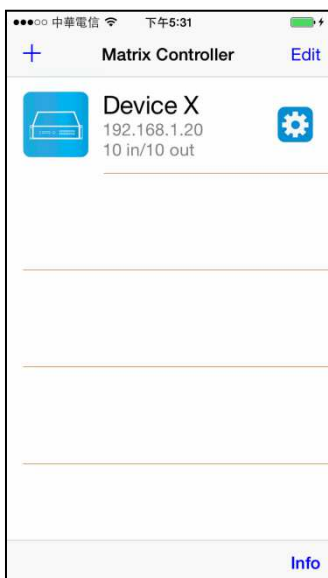 中華電信 下午5:31
+ Matrix Controller Edit
Device X
192.168.1.20
10 in/10 out
Info